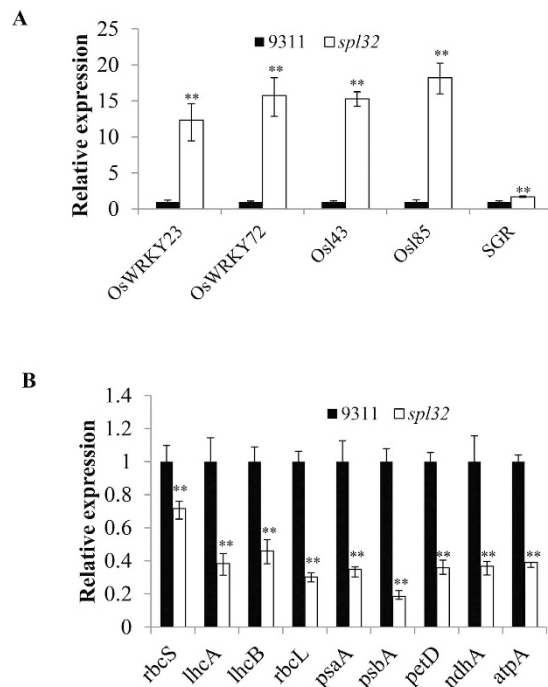 A
9311 spl32
Relative expression
25
20
15
10
5
0
** ** ** ** **
OsWRKY23 OsWRKY72 Osl43 Osl85 SGR
B
9311 spl32
Relative expression
1.4
1.2
1
0.8
0.6
0.4
0.2
0
** ** ** ** ** ** ** ** **
rbcS lhcA lhcB rbcL psaA psbA petD ndhA atpA